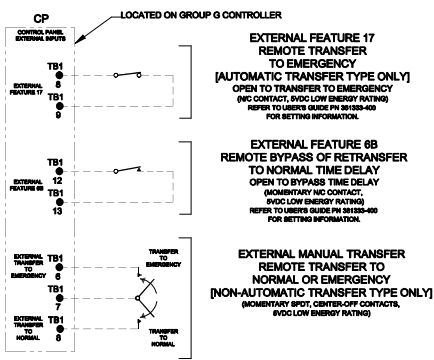 CP
LOCATED ON GROUP G CONTROLLER
CONTROL PANEL
EXTERNAL INPUTS
EXTERNAL
FEATURE 17
TB1
8
TB1
9
EXTERNAL FEATURE 17
REMOTE TRANSFER
TO EMERGENCY
[AUTOMATIC TRANSFER TYPE ONLY]
OPEN TO TRANSFER TO EMERGENCY
(N/C CONTACT, 5VDC LOW ENERGY RATING)
REFER TO USER'S GUIDE PN 381333-400
FOR SETTING INFORMATION.
EXTERNAL
FEATURE 6B
TB1
12
TB1
13
EXTERNAL FEATURE 6B
REMOTE BYPASS OF RETRANSFER
TO NORMAL TIME DELAY
OPEN TO BYPASS TIME DELAY
(MOMENTARY N/C CONTACT,
5VDC LOW ENERGY RATING)
REFER TO USER'S GUIDE PN 381333-400
FOR SETTING INFORMATION.
EXTERNAL
TRANSFER
TO
EMERGENCY
TB1
6
TB1
7
EXTERNAL
TRANSFER
TO
NORMAL
TB1
8
TRANSFER
TO
EMERGENCY
TRANSFER
TO
NORMAL
EXTERNAL MANUAL TRANSFER
REMOTE TRANSFER TO
NORMAL OR EMERGENCY
[NON-AUTOMATIC TRANSFER TYPE ONLY]
(MOMENTARY SPDT, CENTER-OFF CONTACTS,
5VDC LOW ENERGY RATING)